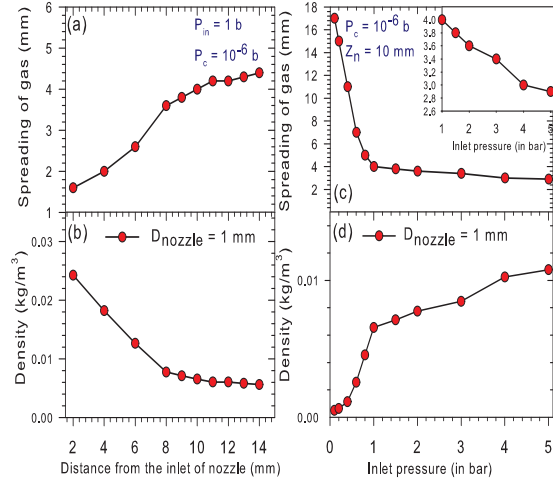 (a)
P_in = 1 b
P_c = 10^-6 b
Spreading of gas (mm)
5
4
3
2
1
(b)
D_nozzle = 1 mm
Density (kg/m^3)
0.03
0.02
0.01
0.00
2 4 6 8 10 12 14
Distance from the inlet of nozzle (mm)
P_c = 10^-6 b
Z_n = 10 mm
Spreading of gas (mm)
18
16
14
12
10
8
6
4
2
(c)
4.0
3.8
3.6
3.4
3.2
3.0
2.8
2.6
1 2 3 4 5
Inlet pressure (in bar)
(d)
D_nozzle = 1 mm
Density (kg/m^3)
0.01
0.00
0 1 2 3 4 5
Inlet pressure (in bar)